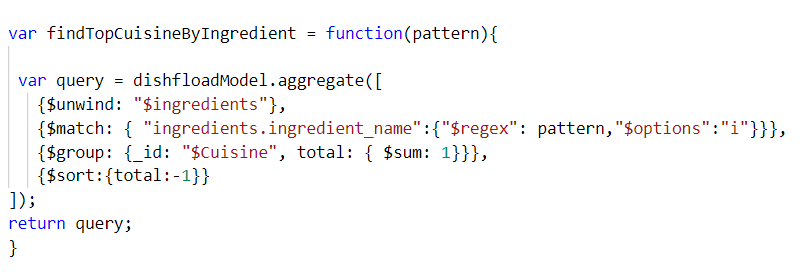 var findTopCuisineByIngredient = function(pattern){
var query = dishfloadModel.aggregate([
{$unwind: "$ingredients"},
{$match: { "ingredients.ingredient_name":{"$regex": pattern,"$options":"i"}}},
{$group: {_id: "$Cuisine", total: { $sum: 1}}},
{$sort:{total:-1}}
]);
return query;
}